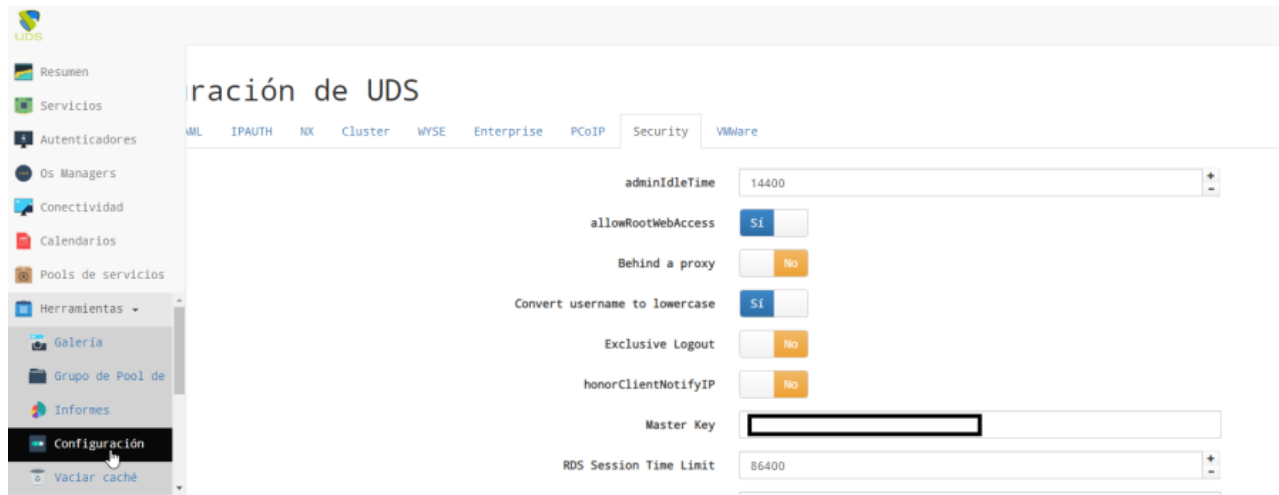 UDS
Resumen
Servicios
Autenticadores
Os Managers
Conectividad
Calendarios
Pools de servicios
Herramientas
Galería
Grupo de Pool de
Informes
Configuración
Vaciar caché
ración de UDS
AML IPAUTH NX Cluster WYSE Enterprise PCoIP Security VMWare
adminIdleTime 14400
allowRootWebAccess Sí
Behind a proxy No
Convert username to lowercase Sí
Exclusive Logout No
honorClientNotifyIP No
Master Key
RDS Session Time Limit 86400